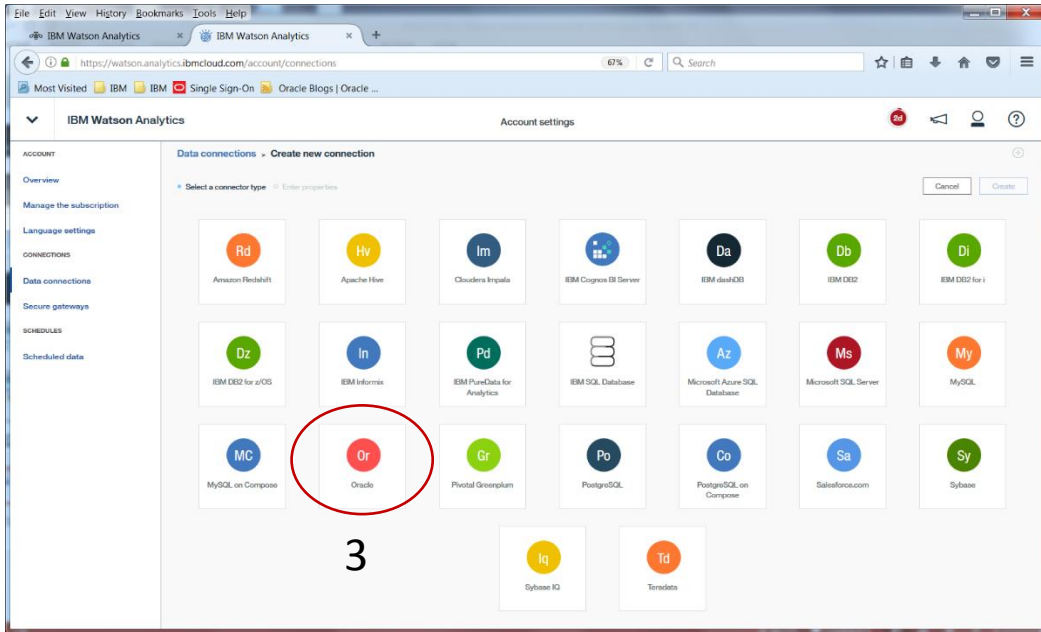 File Edit View History Bookmarks Tools Help
IBM Watson Analytics × IBM Watson Analytics × +
https://watson.analytics.ibmcloud.com/account/connections 67% Search
Most Visited IBM IBM Single Sign-On Oracle Blogs | Oracle ...
IBM Watson Analytics Account settings 2d ?
ACCOUNT Data connections > Create new connection
Overview Select a connector type Enter properties Cancel Create
Manage the subscription
Language settings
CONNECTIONS
Data connections
Secure gateways
SCHEDULES
Scheduled data
Rd Hv Im Da Db Di
Amazon Redshift Apache Hive Cloudera Impala IBM Cognos BI Server IBM dashDB IBM DB2 IBM DB2 for i
Dz In Pd Az Ms My
IBM DB2 for z/OS IBM Informix IBM PureData for Analytics IBM SQL Database Microsoft Azure SQL Database Microsoft SQL Server MySQL
MC Or Gr Po Co Sa Sy
MySQL on Compose Oracle Pivotal Greenplum PostgreSQL PostgreSQL on Compose Salesforce.com Sybase
3
Iq Td
Sybase IQ Teradata